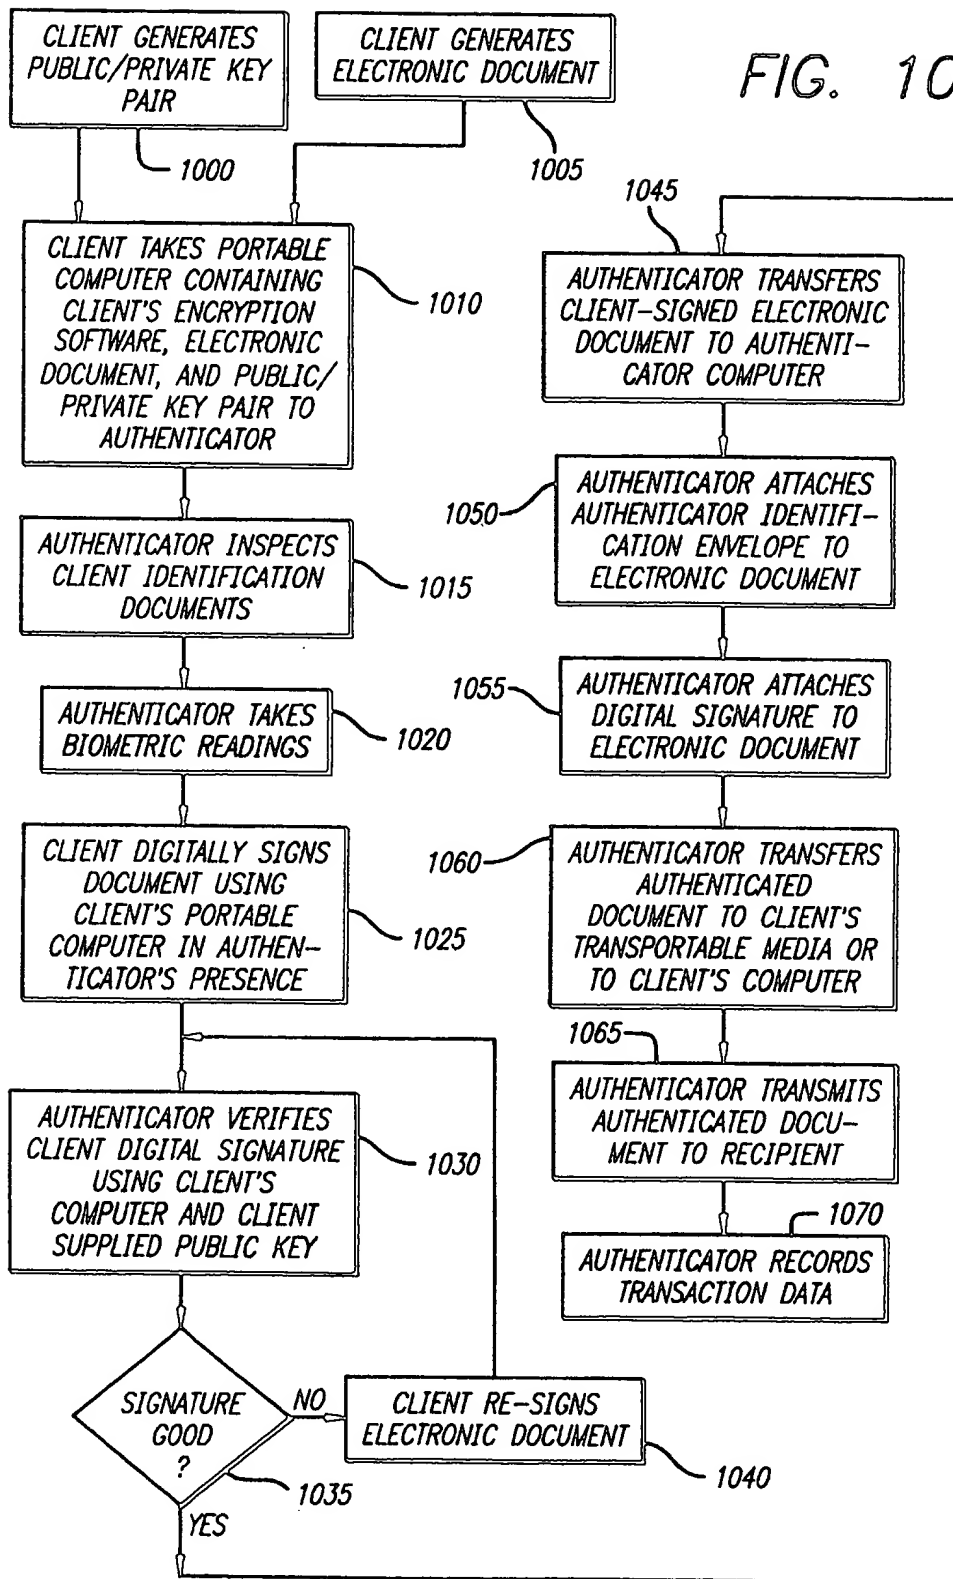 CLIENT GENERATES
PUBLIC/PRIVATE KEY
PAIR
1000
CLIENT GENERATES
ELECTRONIC DOCUMENT
1005
FIG. 10
CLIENT TAKES PORTABLE
COMPUTER CONTAINING
CLIENT'S ENCRYPTION
SOFTWARE, ELECTRONIC
DOCUMENT, AND PUBLIC/
PRIVATE KEY PAIR TO
AUTHENTICATOR
1010
AUTHENTICATOR INSPECTS
CLIENT IDENTIFICATION
DOCUMENTS
1015
AUTHENTICATOR TAKES
BIOMETRIC READINGS
1020
CLIENT DIGITALLY SIGNS
DOCUMENT USING
CLIENT'S PORTABLE
COMPUTER IN AUTHEN-
TICATOR'S PRESENCE
1025
AUTHENTICATOR VERIFIES
CLIENT DIGITAL SIGNATURE
USING CLIENT'S
COMPUTER AND CLIENT
SUPPLIED PUBLIC KEY
1030
SIGNATURE
GOOD
?
1035
NO
YES
CLIENT RE-SIGNS
ELECTRONIC DOCUMENT
1040
1045
AUTHENTICATOR TRANSFERS
CLIENT-SIGNED ELECTRONIC
DOCUMENT TO AUTHENTI-
CATOR COMPUTER
1050
AUTHENTICATOR ATTACHES
AUTHENTICATOR IDENTIFI-
CATION ENVELOPE TO
ELECTRONIC DOCUMENT
1055
AUTHENTICATOR ATTACHES
DIGITAL SIGNATURE TO
ELECTRONIC DOCUMENT
1060
AUTHENTICATOR TRANSFERS
AUTHENTICATED
DOCUMENT TO CLIENT'S
TRANSPORTABLE MEDIA OR
TO CLIENT'S COMPUTER
1065
AUTHENTICATOR TRANSMITS
AUTHENTICATED DOCU-
MENT TO RECIPIENT
1070
AUTHENTICATOR RECORDS
TRANSACTION DATA